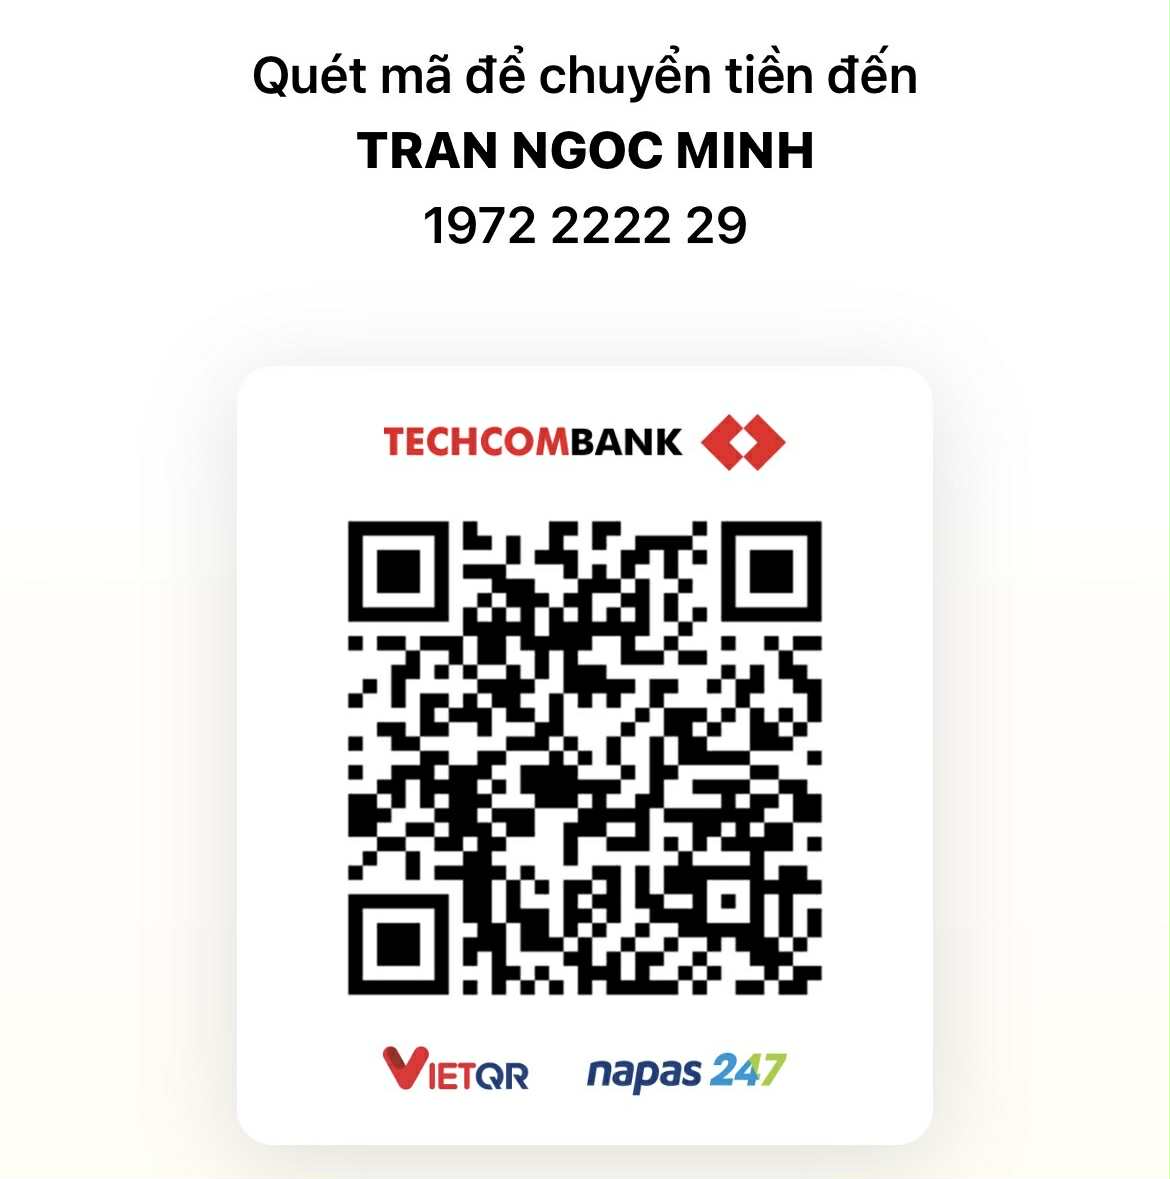 Quét mã để chuyển tiền đến
TRAN NGOC MINH
1972 2222 29
TECHCOMBANK
VIETQR napas 247